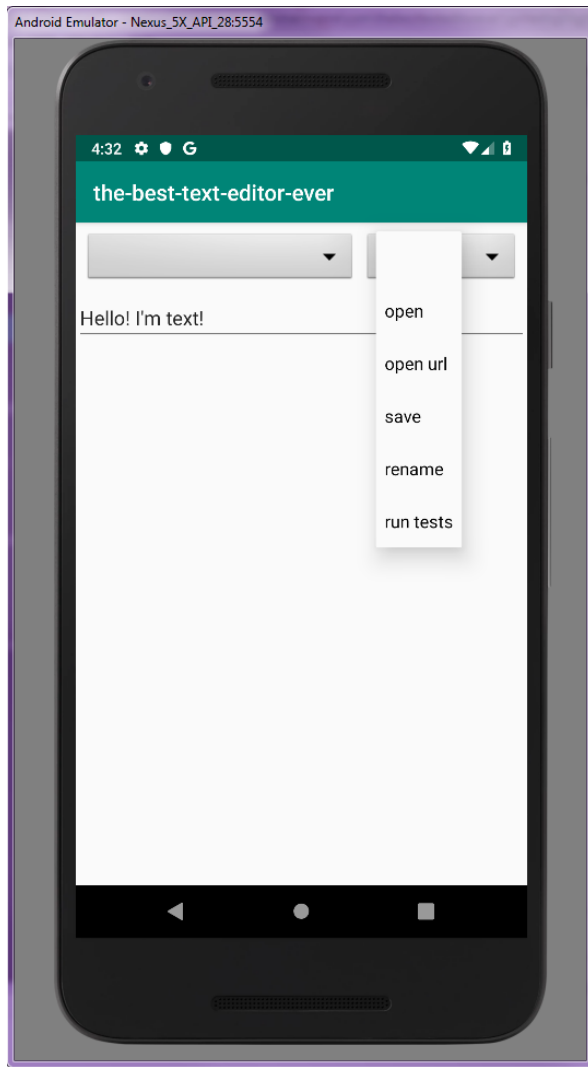 Android Emulator - Nexus_5X_API_28:5554
4:32 G
the-best-text-editor-ever
Hello! I'm text!
open
open url
save
rename
run tests